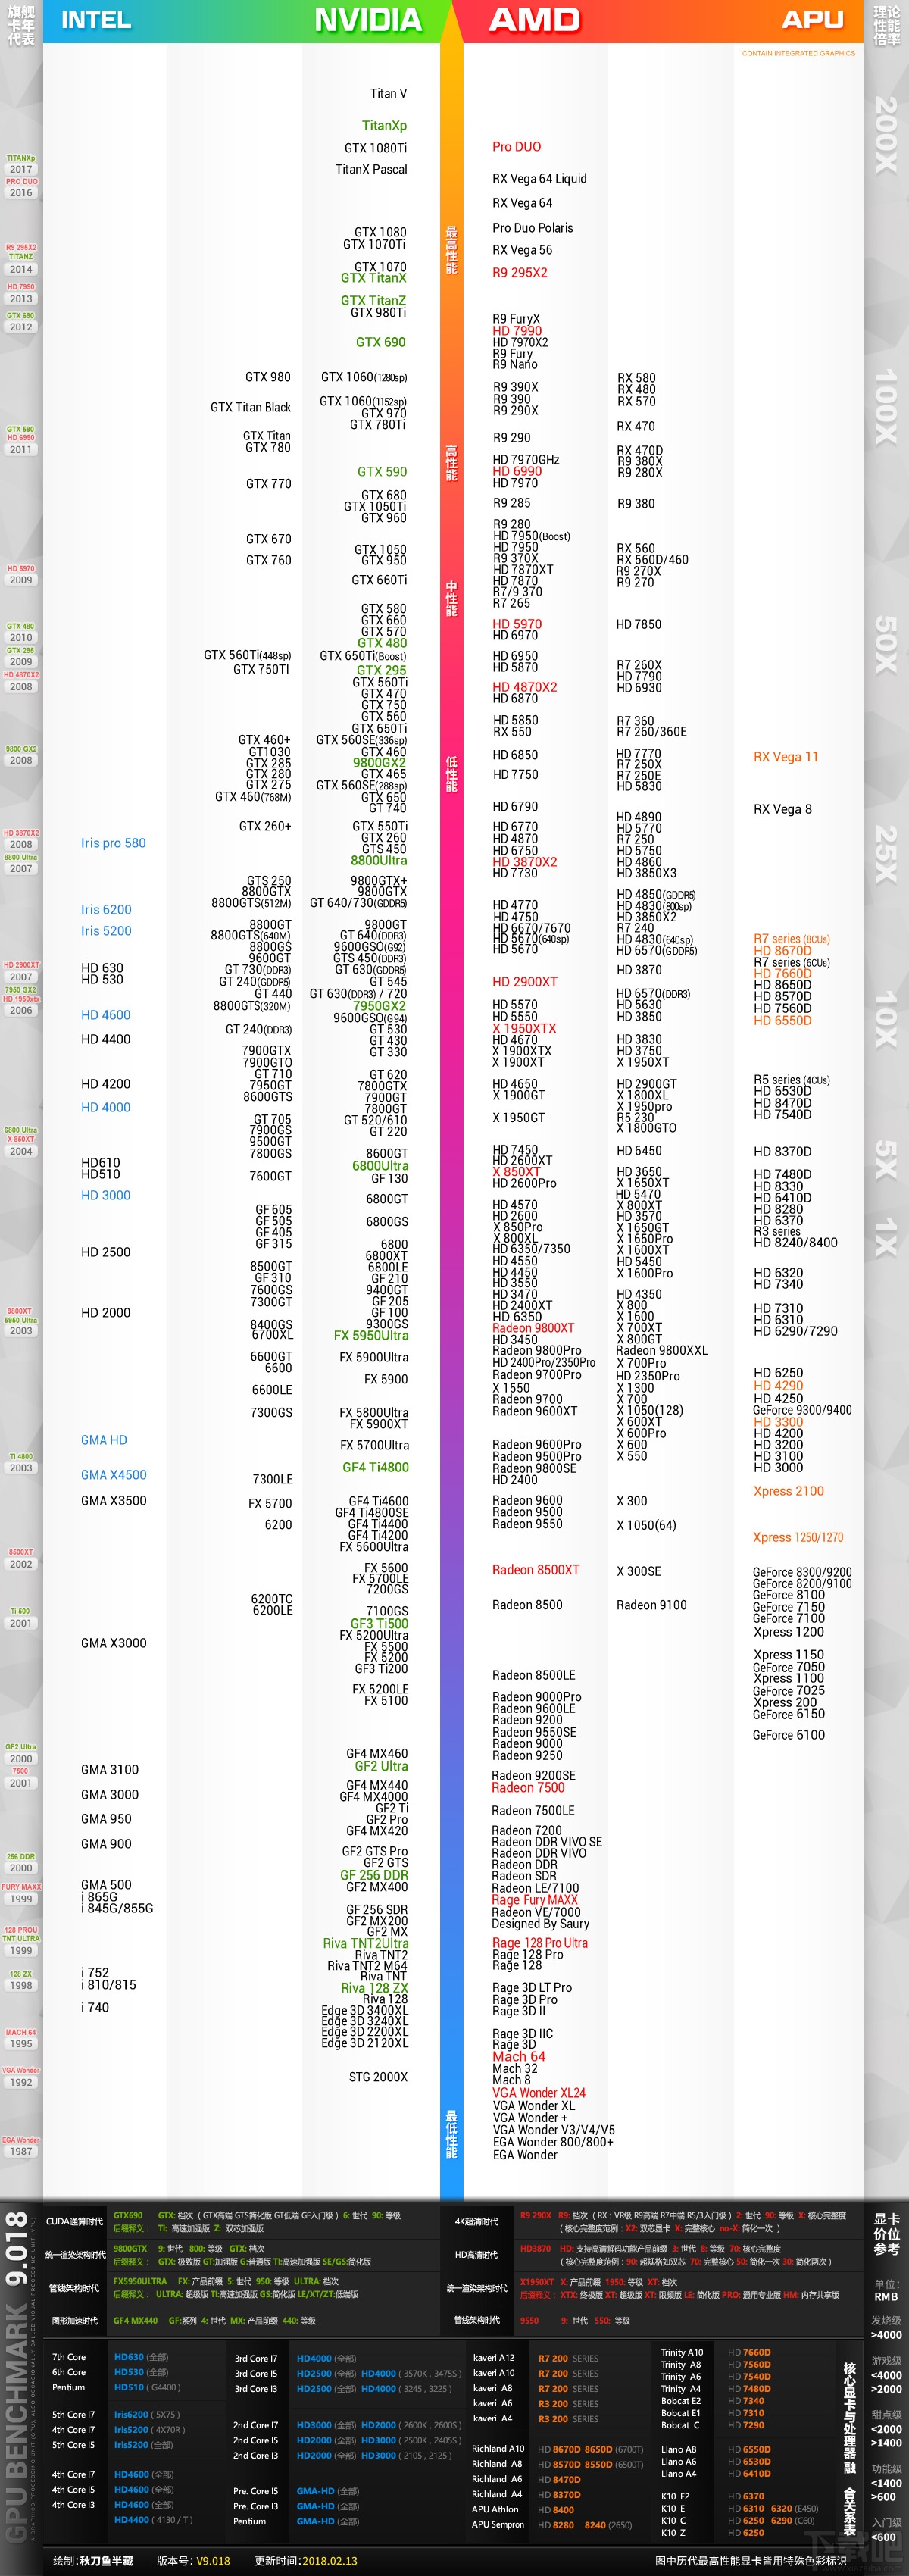 旗舰
卡年
代表
INTEL
NVIDIA
AMD
APU
理论
性能
倍率
CONTAIN INTEGRATED GRAPHICS
TITANXp
2017
PRO DUO
2016
R9 295X2
TITANZ
2014
HD 7990
2013
GTX 690
2012
GTX 590
HD 6990
2011
HD 5970
2009
GTX 480
2010
GTX 295
2009
HD 4870X2
2008
9800 GX2
2008
HD 3870X2
2008
8800 Ultra
2007
HD 2900XT
2007
7950 GX2
HD 1950xtx
2006
6800 Ultra
X 850XT
2004
9800XT
5950 Ultra
2003
Ti 4800
2003
8500XT
2002
Ti 500
2001
GF2 Ultra
2000
7500
2001
256 DDR
2000
FURY MAXX
1999
128 PROU
TNT ULTRA
1999
128 ZX
1998
MACH 64
1995
VGA Wonder
1992
EGA Wonder
1987
Iris pro 580
Iris 6200
Iris 5200
HD 630
HD 530
HD 4600
HD 4400
HD 4200
HD 4000
HD610
HD510
HD 3000
HD 2500
HD 2000
GMA HD
GMA X4500
GMA X3500
GMA X3000
GMA 3100
GMA 3000
GMA 950
GMA 900
GMA 500
i 865G
i 845G/855G
i 752
i 810/815
i 740
GTX 980
GTX Titan Black
GTX Titan
GTX 780
GTX 770
GTX 670
GTX 760
GTX 560Ti(448sp)
GTX 750TI
GTX 460+
GT1030
GTX 285
GTX 280
GTX 275
GTX 460(768M)
GTX 260+
GTS 250
8800GTX
8800GTS(512M)
8800GT
8800GTS(640M)
8800GS
9600GT
GT 730(DDR3)
GT 240(GDDR5)
GT 440
8800GTS(320M)
GT 240(DDR3)
7900GTX
7900GTO
GT 710
7950GT
8600GTS
GT 705
7900GS
9500GT
7800GS
7600GT
GF 605
GF 505
GF 405
GF 315
8500GT
GF 310
7600GS
7300GT
8400GS
6700XL
6600GT
6600
6600LE
7300GS
7300LE
FX 5700
6200
6200TC
6200LE
Titan V
TitanXp
GTX 1080Ti
TitanX Pascal
GTX 1080
GTX 1070Ti
GTX 1070
GTX TitanX
GTX TitanZ
GTX 980Ti
GTX 690
GTX 1060(1280sp)
GTX 1060(1152sp)
GTX 970
GTX 780Ti
GTX 590
GTX 680
GTX 1050Ti
GTX 960
GTX 1050
GTX 950
GTX 660Ti
GTX 580
GTX 660
GTX 570
GTX 480
GTX 650Ti(Boost)
GTX 295
GTX 560Ti
GTX 470
GTX 750
GTX 560
GTX 650Ti
GTX 560SE(336sp)
GTX 460
9800GX2
GTX 465
GTX 560SE(288sp)
GTX 650
GT 740
GTX 550Ti
GTX 260
GTS 450
8800Ultra
9800GTX+
9800GTX
GT 640/730(GDDR5)
9800GT
GT 640(DDR3)
9600GSO(G92)
GTS 450(DDR3)
GT 630(GDDR5)
GT 545
GT 630(DDR3) / 720
7950GX2
9600GSO(G94)
GT 530
GT 430
GT 330
GT 620
7800GTX
7900GT
7800GT
GT 520/610
GT 220
8600GT
6800Ultra
GF 130
6800GT
6800GS
6800
6800XT
6800LE
GF 210
9400GT
GF 205
GF 100
9300GS
FX 5950Ultra
FX 5900Ultra
FX 5900
FX 5800Ultra
FX 5900XT
FX 5700Ultra
GF4 Ti4800
GF4 Ti4600
GF4 Ti4800SE
GF4 Ti4400
GF4 Ti4200
FX 5600Ultra
FX 5600
FX 5700LE
7200GS
7100GS
GF3 Ti500
FX 5200Ultra
FX 5500
FX 5200
GF3 Ti200
FX 5200LE
FX 5100
GF4 MX460
GF2 Ultra
GF4 MX440
GF4 MX4000
GF2 Ti
GF2 Pro
GF4 MX420
GF2 GTS Pro
GF2 GTS
GF 256 DDR
GF2 MX400
GF 256 SDR
GF2 MX200
GF2 MX
Riva TNT2Ultra
Riva TNT2
Riva TNT2 M64
Riva TNT
Riva 128 ZX
Riva 128
Edge 3D 3400XL
Edge 3D 3240XL
Edge 3D 2200XL
Edge 3D 2120XL
STG 2000X
最高性能
高性能
中性能
低性能
最低性能
Pro DUO
RX Vega 64 Liquid
RX Vega 64
Pro Duo Polaris
RX Vega 56
R9 295X2
R9 FuryX
HD 7990
HD 7970X2
R9 Fury
R9 Nano
R9 390X
R9 390
R9 290X
R9 290
HD 7970GHz
HD 6990
HD 7970
R9 285
R9 280
HD 7950(Boost)
HD 7950
R9 370X
HD 7870XT
HD 7870
R7/9 370
R7 265
HD 5970
HD 6970
HD 6950
HD 5870
HD 4870X2
HD 6870
HD 5850
RX 550
HD 6850
HD 7750
HD 6790
HD 6770
HD 4870
HD 6750
HD 3870X2
HD 7730
HD 4770
HD 4750
HD 6670/7670
HD 5670(640sp)
HD 5670
HD 2900XT
HD 5570
HD 5550
X 1950XTX
HD 4670
X 1900XTX
X 1900XT
HD 4650
X 1900GT
X 1950GT
HD 7450
HD 2600XT
X 850XT
HD 2600Pro
HD 4570
HD 2600
X 850Pro
X 800XL
HD 6350/7350
HD 4550
HD 4450
HD 3550
HD 3470
HD 2400XT
HD 6350
Radeon 9800XT
HD 3450
Radeon 9800Pro
HD 2400Pro/2350Pro
Radeon 9700Pro
X 1550
Radeon 9700
Radeon 9600XT
Radeon 9600Pro
Radeon 9500Pro
Radeon 9800SE
HD 2400
Radeon 9600
Radeon 9500
Radeon 9550
Radeon 8500XT
Radeon 8500
Radeon 8500LE
Radeon 9000Pro
Radeon 9600LE
Radeon 9200
Radeon 9550SE
Radeon 9000
Radeon 9250
Radeon 9200SE
Radeon 7500
Radeon 7500LE
Radeon 7200
Radeon DDR VIVO SE
Radeon DDR VIVO
Radeon DDR
Radeon SDR
Radeon LE/7100
Rage Fury MAXX
Radeon VE/7000
Designed By Saury
Rage 128 Pro Ultra
Rage 128 Pro
Rage 128
Rage 3D LT Pro
Rage 3D Pro
Rage 3D II
Rage 3D IIC
Rage 3D
Mach 64
Mach 32
Mach 8
VGA Wonder XL24
VGA Wonder XL
VGA Wonder +
VGA Wonder V3/V4/V5
EGA Wonder 800/800+
EGA Wonder
RX 580
RX 480
RX 570
RX 470
RX 470D
R9 380X
R9 280X
R9 380
RX 560
RX 560D/460
R9 270X
R9 270
HD 7850
R7 260X
HD 7790
HD 6930
R7 360
R7 260/360E
HD 7770
R7 250X
R7 250E
HD 5830
HD 4890
HD 5770
R7 250
HD 5750
HD 4860
HD 3850X3
HD 4850(GDDR5)
HD 4830(800sp)
HD 3850X2
R7 240
HD 4830(640sp)
HD 6570(GDDR5)
HD 3870
HD 6570(DDR3)
HD 5630
HD 3850
HD 3830
HD 3750
X 1950XT
HD 2900GT
X 1800XL
X 1950pro
R5 230
X 1800GTO
HD 6450
HD 3650
X 1650XT
HD 5470
X 800XT
HD 3570
X 1650GT
X 1650Pro
X 1600XT
HD 5450
X 1600Pro
HD 4350
X 800
X 1600
X 700XT
X 800GT
Radeon 9800XXL
X 700Pro
HD 2350Pro
X 1300
X 700
X 1050(128)
X 600XT
X 600Pro
X 600
X 550
X 300
X 1050(64)
X 300SE
Radeon 9100
RX Vega 11
RX Vega 8
R7 series (8CUs)
HD 8670D
R7 series (6CUs)
HD 7660D
HD 8650D
HD 8570D
HD 7560D
HD 6550D
R5 series (4CUs)
HD 6530D
HD 8470D
HD 7540D
HD 8370D
HD 7480D
HD 8330
HD 6410D
HD 8280
HD 6370
R3 series
HD 8240/8400
HD 6320
HD 7340
HD 7310
HD 6310
HD 6290/7290
HD 6250
HD 4290
HD 4250
GeForce 9300/9400
HD 3300
HD 4200
HD 3200
HD 3100
HD 3000
Xpress 2100
Xpress 1250/1270
GeForce 8300/9200
GeForce 8200/9100
GeForce 8100
GeForce 7150
GeForce 7100
Xpress 1200
Xpress 1150
GeForce 7050
Xpress 1100
GeForce 7025
Xpress 200
GeForce 6150
GeForce 6100
200X
100X
50X
25X
10X
5X
1X
GPU BENCHMARK 9.018
CUDA通算时代
GTX690 GTX: 档次 ( GTX高端 GTS简化版 GT低端 GF入门级 ) 6: 世代 90: 等级
后缀释义： TI: 高速加强版 Z: 双芯加强版
统一渲染架构时代
9800GTX 9: 世代 800: 等级 GTX: 档次
后缀释义： GTX: 极致版 GT:加强版 G:普通版 TI:高速加强版 SE/GS:简化版
管线架构时代
FX5950ULTRA FX: 产品前缀 5: 世代 950: 等级 ULTRA: 档次
后缀释义： ULTRA: 超级版 TI:高速加强版 GS:简化版 LE/XT/ZT:低端版
图形加速时代
GF4 MX440 GF:系列 4: 世代 MX: 产品前缀 440: 等级
4K超清时代
R9 290X R9: 档次 ( RX：VR级 R9高端 R7中端 R5/3入门级 ) 2: 世代 90: 等级 X: 核心完整度
( 核心完整度范例：X2: 双芯显卡 X: 完整核心 no-X: 简化一次 )
HD高清时代
HD3870 HD: 支持高清解码功能产品前缀 3: 世代 8: 等级 70: 核心完整度
( 核心完整度范例：90: 超规格如双芯 70: 完整核心 50: 简化一次 30: 简化两次 )
统一渲染架构时代
X1950XT X: 产品前缀 1950: 等级 XT: 档次
后缀释义： XTX: 终极版 XT: 超级版 XT: 限频版 LE: 简化版 PRO: 通用专业版 HM: 内存共享版
管线架构时代
9550 9: 世代 550: 等级
显卡
价位
参考
单位:
RMB
发烧级
>4000
游戏级
<4000
>2000
甜点级
<2000
>1400
功能级
<1400
>600
入门级
<600
7th Core HD630 (全部)
6th Core HD530 (全部)
Pentium HD510 ( G4400 )
5th Core I7 Iris6200 ( 5X75 )
4th Core I7 Iris5200 ( 4X70R )
5th Core I5 Iris5200 (全部)
4th Core I7 HD4600 (全部)
4th Core I5 HD4600 (全部)
4th Core I3 HD4600 (全部)
HD4400 ( 4130 / T )
3rd Core I7 HD4000 (全部)
3rd Core I5 HD2500 (全部) HD4000 ( 3570K , 3475S )
3rd Core I3 HD2500 (全部) HD4000 ( 3245 , 3225 )
2nd Core I7 HD3000 (全部) HD2000 ( 2600K , 2600S )
2nd Core I5 HD2000 (全部) HD3000 ( 2500K , 2405S )
2nd Core I3 HD2000 (全部) HD3000 ( 2105 , 2125 )
Pre. Core I5 GMA-HD (全部)
Pre. Core I3 GMA-HD (全部)
Pentium GMA-HD (全部)
kaveri A12 R7 200 SERIES
kaveri A10 R7 200 SERIES
kaveri A8 R7 200 SERIES
kaveri A6 R3 200 SERIES
kaveri A4 R3 200 SERIES
Richland A10 HD 8670D 8650D (6700T)
Richland A8 HD 8570D 8550D (6500T)
Richland A6 HD 8470D
Richland A4 HD 8370D
APU Athlon HD 8400
APU Sempron HD 8280 8240 (2650)
Trinity A10 HD 7660D
Trinity A8 HD 7560D
Trinity A6 HD 7540D
Trinity A4 HD 7480D
Bobcat E2 HD 7340
Bobcat E1 HD 7310
Bobcat C HD 7290
Llano A8 HD 6550D
Llano A6 HD 6530D
Llano A4 HD 6410D
K10 E2 HD 6370
K10 E HD 6310 6320 (E450)
K10 C HD 6250 6290 (C60)
K10 Z HD 6250
核心显卡与处理器融合关系表
绘制：秋刀鱼半藏 版本号： V9.018 更新时间：2018.02.13
图中历代最高性能显卡皆用特殊色彩标识
下载吧